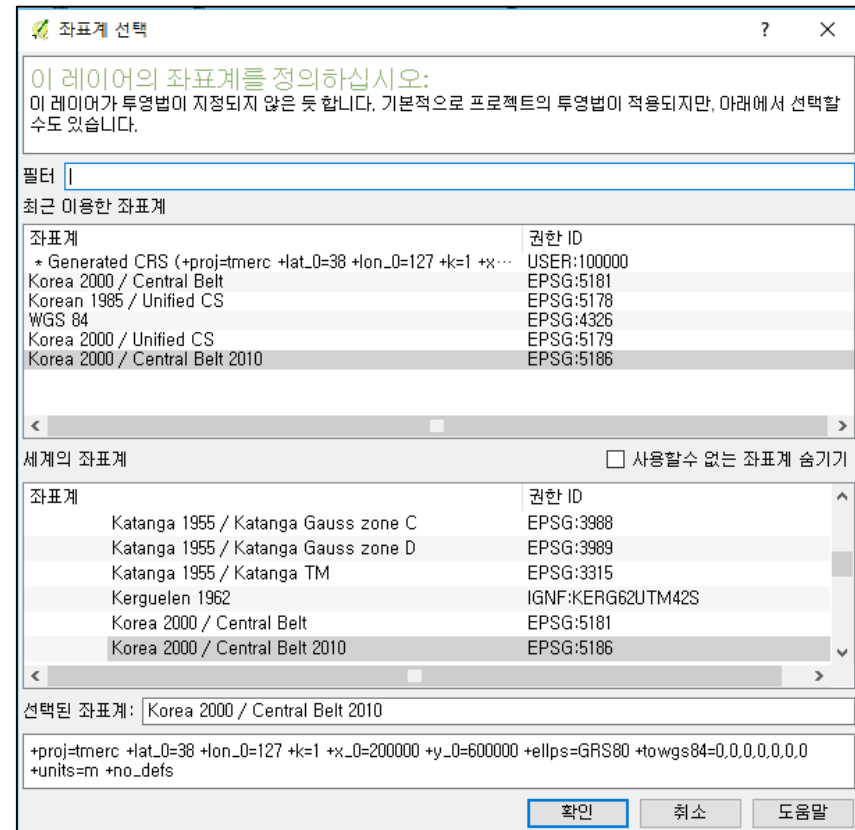 좌표계 선택
이 레이어의 좌표계를 정의하십시오:
이 레이어가 투영법이 지정되지 않은 듯 합니다. 기본적으로 프로젝트의 투영법이 적용되지만, 아래에서 선택할
수도 있습니다.
필터
최근 이용한 좌표계
좌표계 권한 ID
* Generated CRS (+proj=tmerc +lat_0=38 +lon_0=127 +k=1 +x… USER:100000
Korea 2000 / Central Belt EPSG:5181
Korean 1985 / Unified CS EPSG:5178
WGS 84 EPSG:4326
Korea 2000 / Unified CS EPSG:5179
Korea 2000 / Central Belt 2010 EPSG:5186
세계의 좌표계 사용할수 없는 좌표계 숨기기
좌표계 권한 ID
Katanga 1955 / Katanga Gauss zone C EPSG:3988
Katanga 1955 / Katanga Gauss zone D EPSG:3989
Katanga 1955 / Katanga TM EPSG:3315
Kerguelen 1962 IGNF:KERG62UTM42S
Korea 2000 / Central Belt EPSG:5181
Korea 2000 / Central Belt 2010 EPSG:5186
선택된 좌표계: Korea 2000 / Central Belt 2010
+proj=tmerc +lat_0=38 +lon_0=127 +k=1 +x_0=200000 +y_0=600000 +ellps=GRS80 +towgs84=0,0,0,0,0,0,0
+units=m +no_defs
확인 취소 도움말